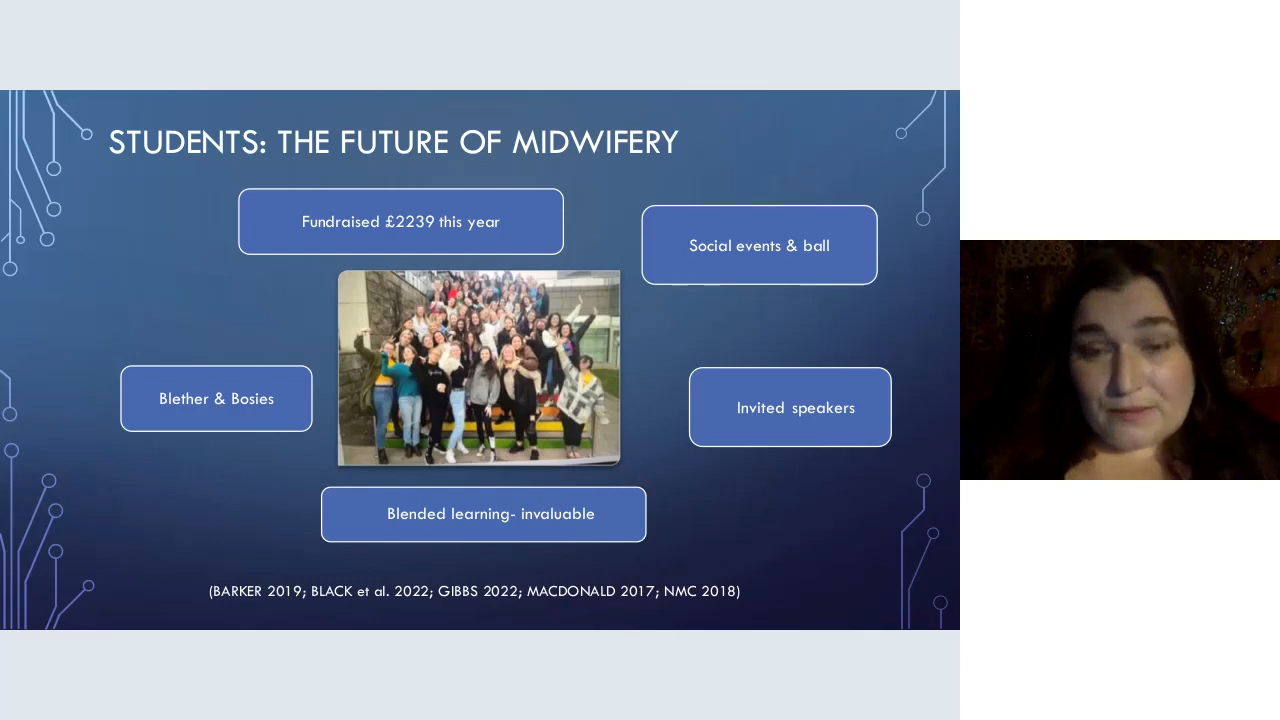 STUDENTS: THE FUTURE OF MIDWIFERY
Fundraised £2239 this year
Social events & ball
Blether & Bosies
Invited speakers
Blended learning- invaluable
(BARKER 2019; BLACK et al. 2022; GIBBS 2022; MACDONALD 2017; NMC 2018)